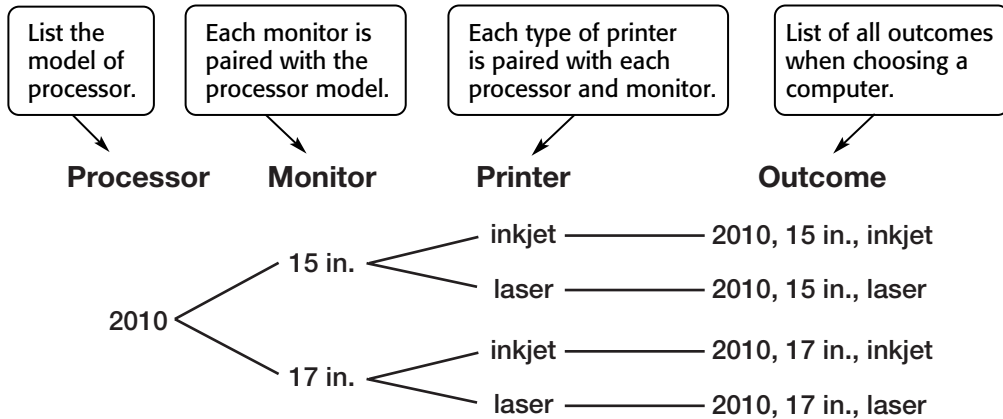 List the
model of
processor.
Each monitor is
paired with the
processor model.
Each type of printer
is paired with each
processor and monitor.
List of all outcomes
when choosing a
computer.
Processor Monitor Printer Outcome
inkjet 2010, 15 in., inkjet
15 in.
laser 2010, 15 in., laser
2010
inkjet 2010, 17 in., inkjet
17 in.
laser 2010, 17 in., laser